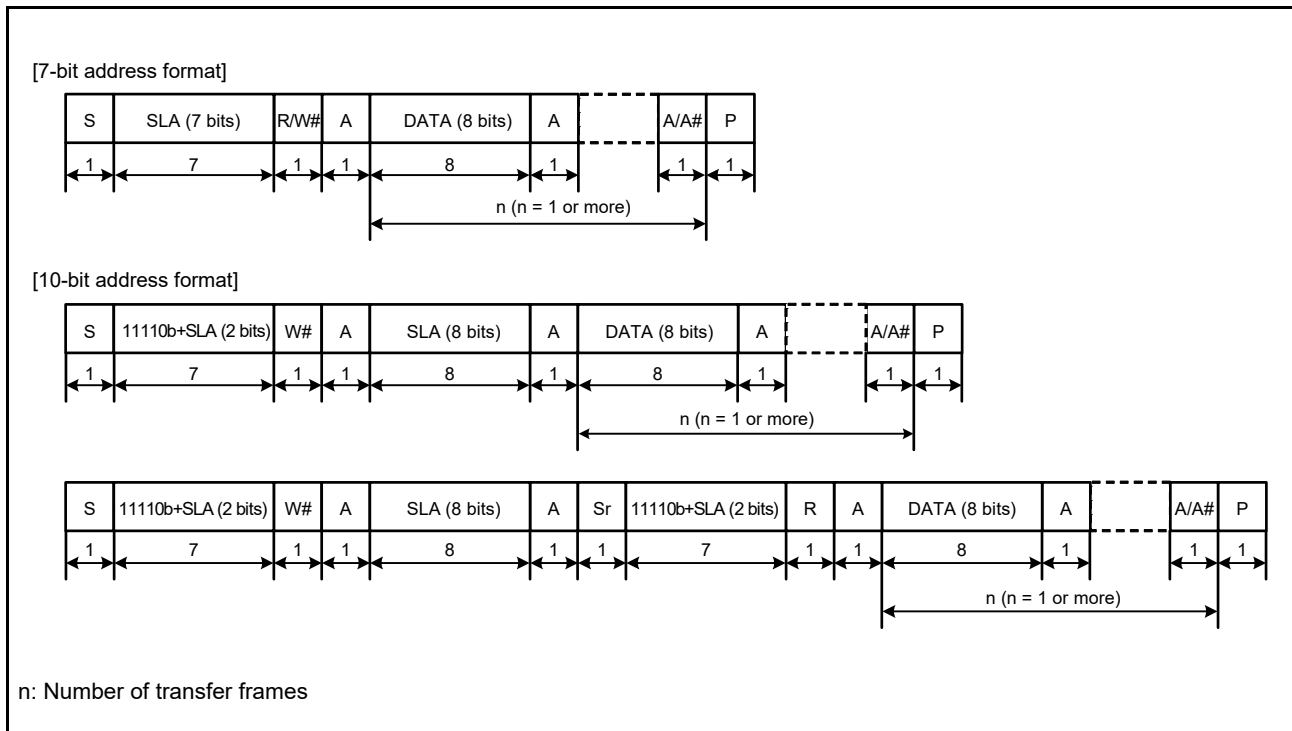 [7-bit address format]
S SLA (7 bits) R/W# A DATA (8 bits) A A/A# P
1 7 1 1 8 1 1 1
n (n = 1 or more)
[10-bit address format]
S 11110b+SLA (2 bits) W# A SLA (8 bits) A DATA (8 bits) A A/A# P
1 7 1 1 8 1 8 1 1 1
n (n = 1 or more)
S 11110b+SLA (2 bits) W# A SLA (8 bits) A Sr 11110b+SLA (2 bits) R A DATA (8 bits) A A/A# P
1 7 1 1 8 1 1 7 1 1 8 1 1 1
n (n = 1 or more)
n: Number of transfer frames